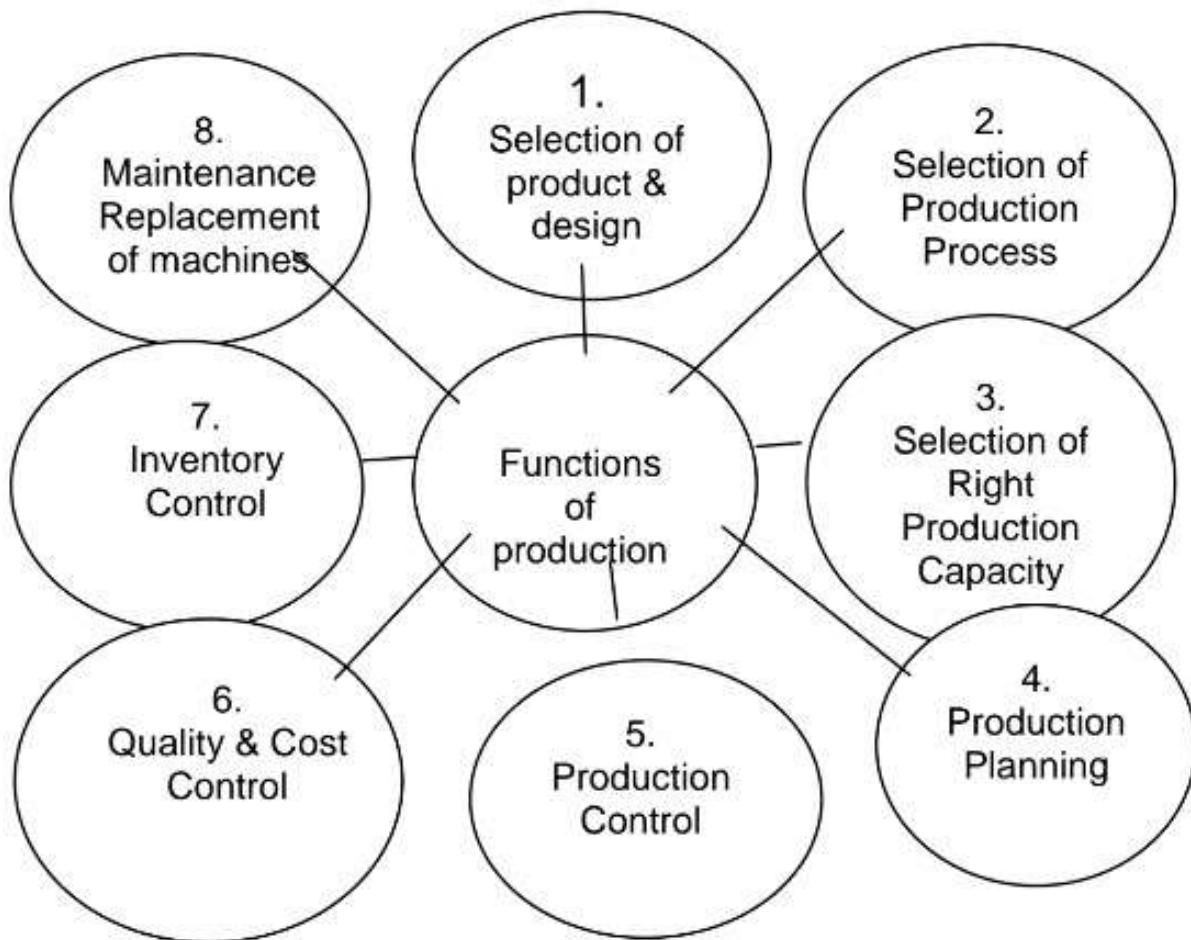 1.
Selection of
product &
design
2.
Selection of
Production
Process
3.
Selection of
Right
Production
Capacity
4.
Production
Planning
5.
Production
Control
6.
Quality & Cost
Control
7.
Inventory
Control
8.
Maintenance
Replacement
of machines
Functions
of
production